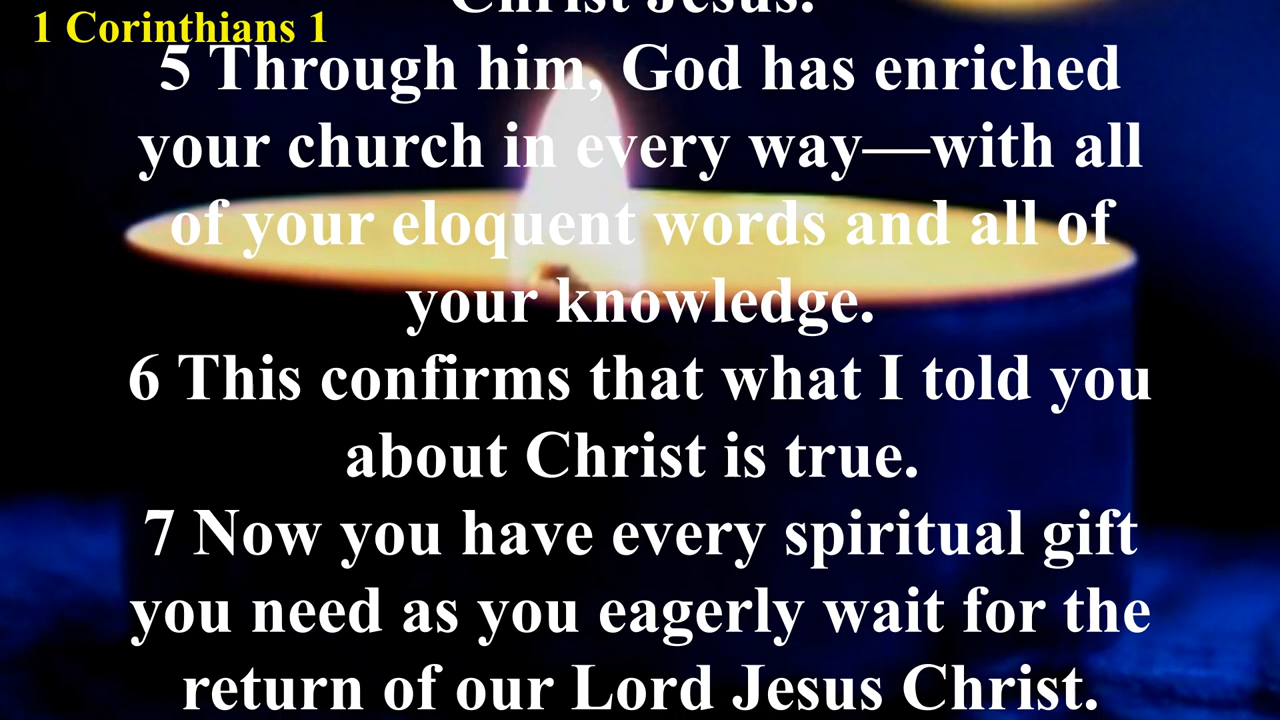 Christ Jesus.
1 Corinthians 1
5 Through him, God has enriched
your church in every way—with all
of your eloquent words and all of
your knowledge.
6 This confirms that what I told you
about Christ is true.
7 Now you have every spiritual gift
you need as you eagerly wait for the
return of our Lord Jesus Christ.